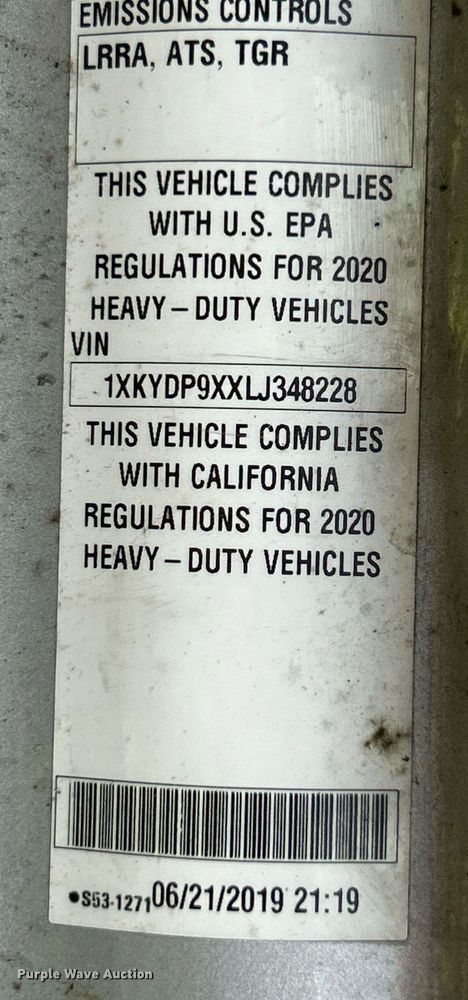 EMISSIONS CONTROLS
LRRA, ATS, TGR
THIS VEHICLE COMPLIES
WITH U.S. EPA
REGULATIONS FOR 2020
HEAVY-DUTY VEHICLES
VIN
1XKYDP9XXLJ348228
THIS VEHICLE COMPLIES
WITH CALIFORNIA
REGULATIONS FOR 2020
HEAVY-DUTY VEHICLES
•S53-1271 06/21/2019 21:19
Purple Wave Auction